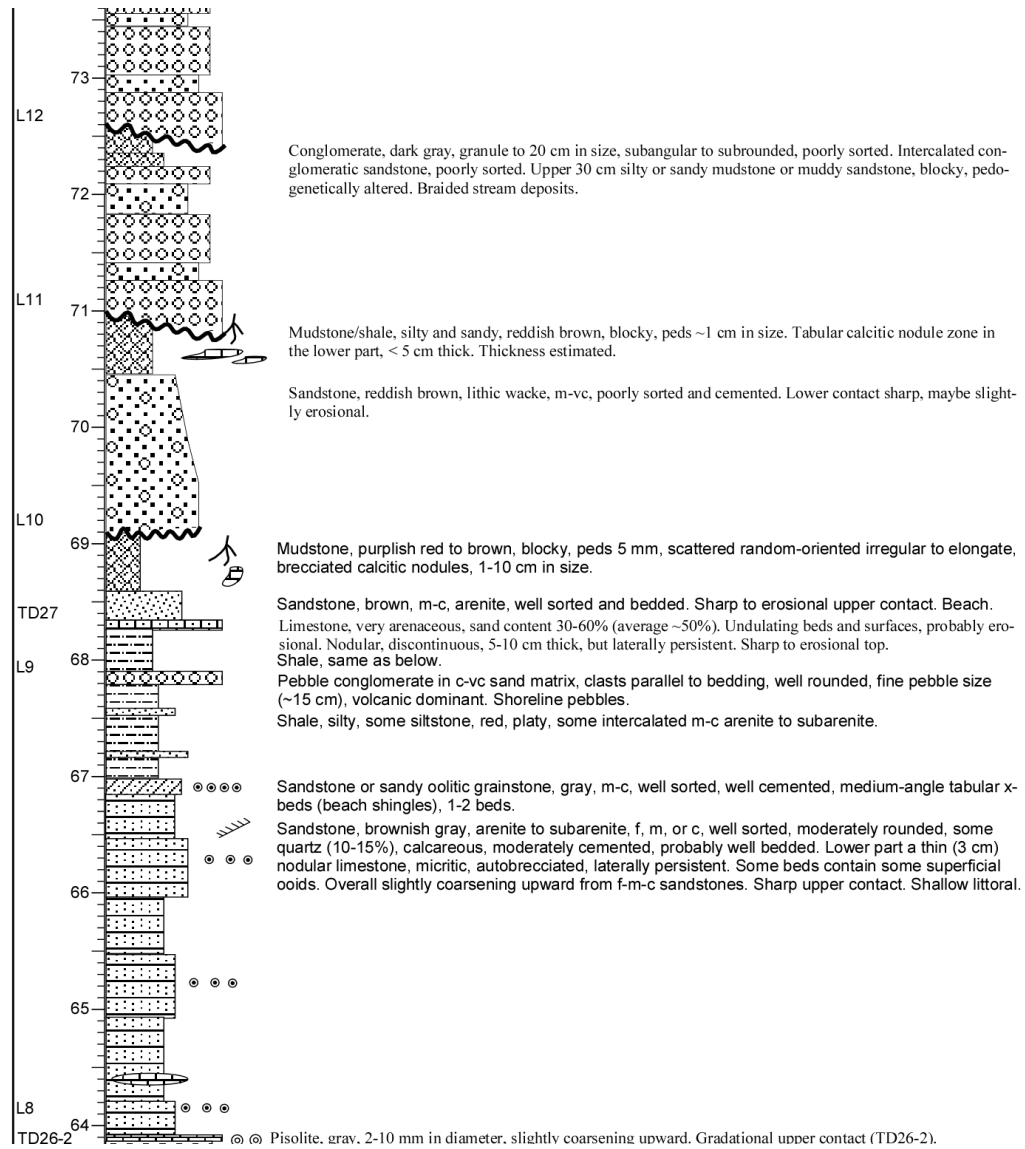 73
L12
Conglomerate, dark gray, granule to 20 cm in size, subangular to subrounded, poorly sorted. Intercalated con-
glomeratic sandstone, poorly sorted. Upper 30 cm silty or sandy mudstone or muddy sandstone, blocky, pedo-
genetically altered. Braided stream deposits.
72
L11
71
Mudstone/shale, silty and sandy, reddish brown, blocky, peds ~1 cm in size. Tabular calcitic nodule zone in
the lower part, < 5 cm thick. Thickness estimated.
Sandstone, reddish brown, lithic wacke, m-vc, poorly sorted and cemented. Lower contact sharp, maybe slight-
ly erosional.
70
L10
69
Mudstone, purplish red to brown, blocky, peds 5 mm, scattered random-oriented irregular to elongate,
brecciated calcitic nodules, 1-10 cm in size.
TD27
Sandstone, brown, m-c, arenite, well sorted and bedded. Sharp to erosional upper contact. Beach.
Limestone, very arenaceous, sand content 30-60% (average ~50%). Undulating beds and surfaces, probably ero-
sional. Nodular, discontinuous, 5-10 cm thick, but laterally persistent. Sharp to erosional top.
68
L9
Shale, same as below.
Pebble conglomerate in c-vc sand matrix, clasts parallel to bedding, well rounded, fine pebble size
(~15 cm), volcanic dominant. Shoreline pebbles.
Shale, silty, some siltstone, red, platy, some intercalated m-c arenite to subarenite.
67
Sandstone or sandy oolitic grainstone, gray, m-c, well sorted, well cemented, medium-angle tabular x-
beds (beach shingles), 1-2 beds.
Sandstone, brownish gray, arenite to subarenite, f, m, or c, well sorted, moderately rounded, some
quartz (10-15%), calcareous, moderately cemented, probably well bedded. Lower part a thin (3 cm)
nodular limestone, micritic, autobrecciated, laterally persistent. Some beds contain some superficial
ooids. Overall slightly coarsening upward from f-m-c sandstones. Sharp upper contact. Shallow littoral.
66
65
L8
64
TD26-2
Pisolite, gray, 2-10 mm in diameter, slightly coarsening upward. Gradational upper contact (TD26-2).